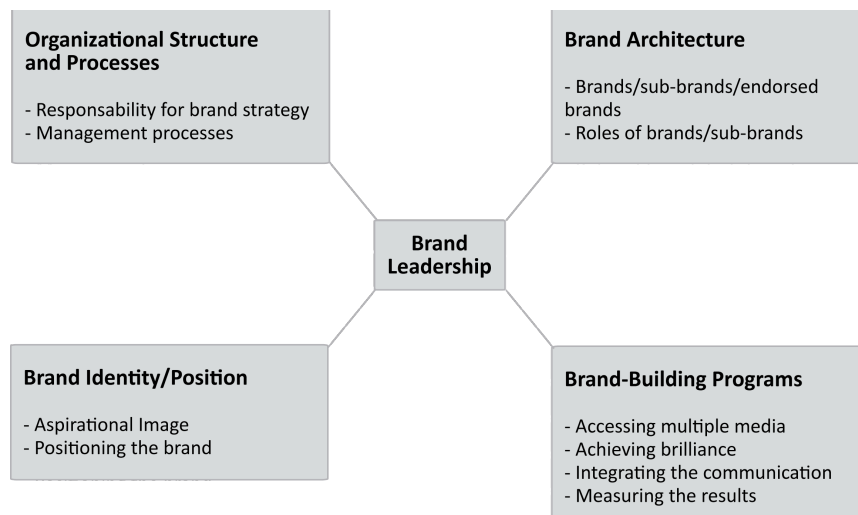 Organizational Structure
and Processes
- Responsability for brand strategy
- Management processes
Brand Architecture
- Brands/sub-brands/endorsed
brands
- Roles of brands/sub-brands
Brand
Leadership
Brand Identity/Position
- Aspirational Image
- Positioning the brand
Brand-Building Programs
- Accessing multiple media
- Achieving brilliance
- Integrating the communication
- Measuring the results